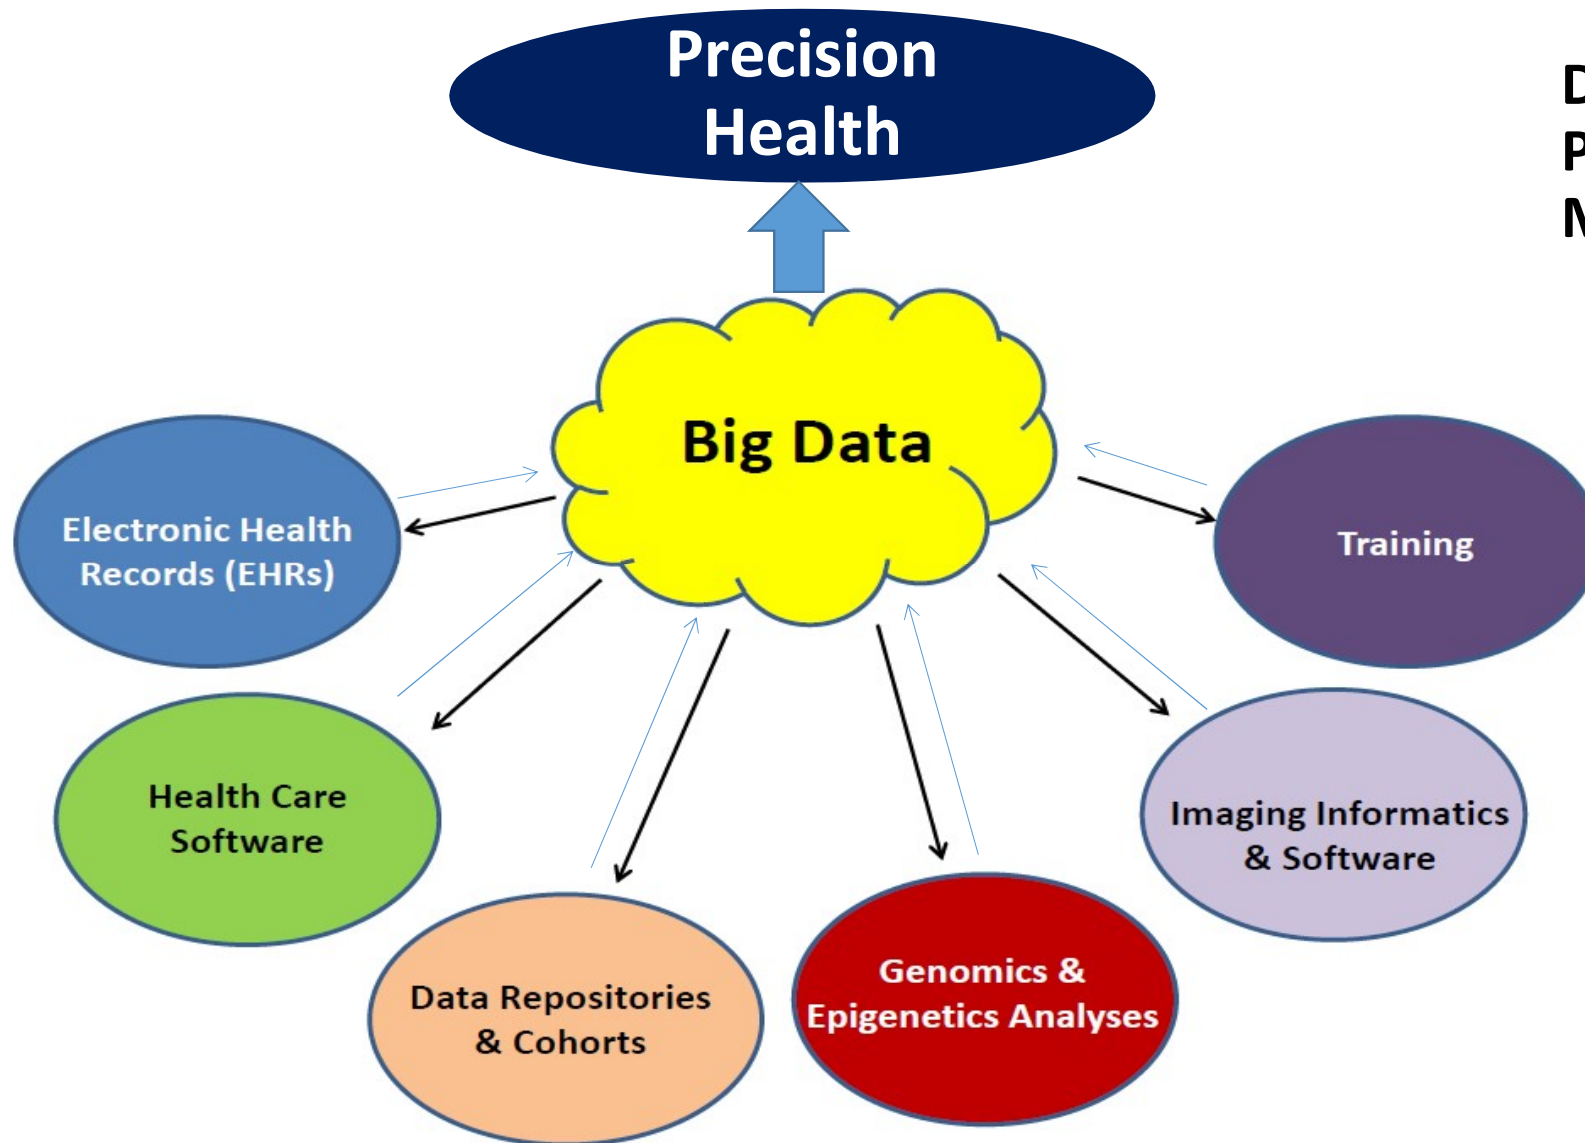 Precision
Health
D
P
M
Big Data
Electronic Health
Records (EHRs)
Training
Health Care
Software
Imaging Informatics
& Software
Data Repositories
& Cohorts
Genomics &
Epigenetics Analyses